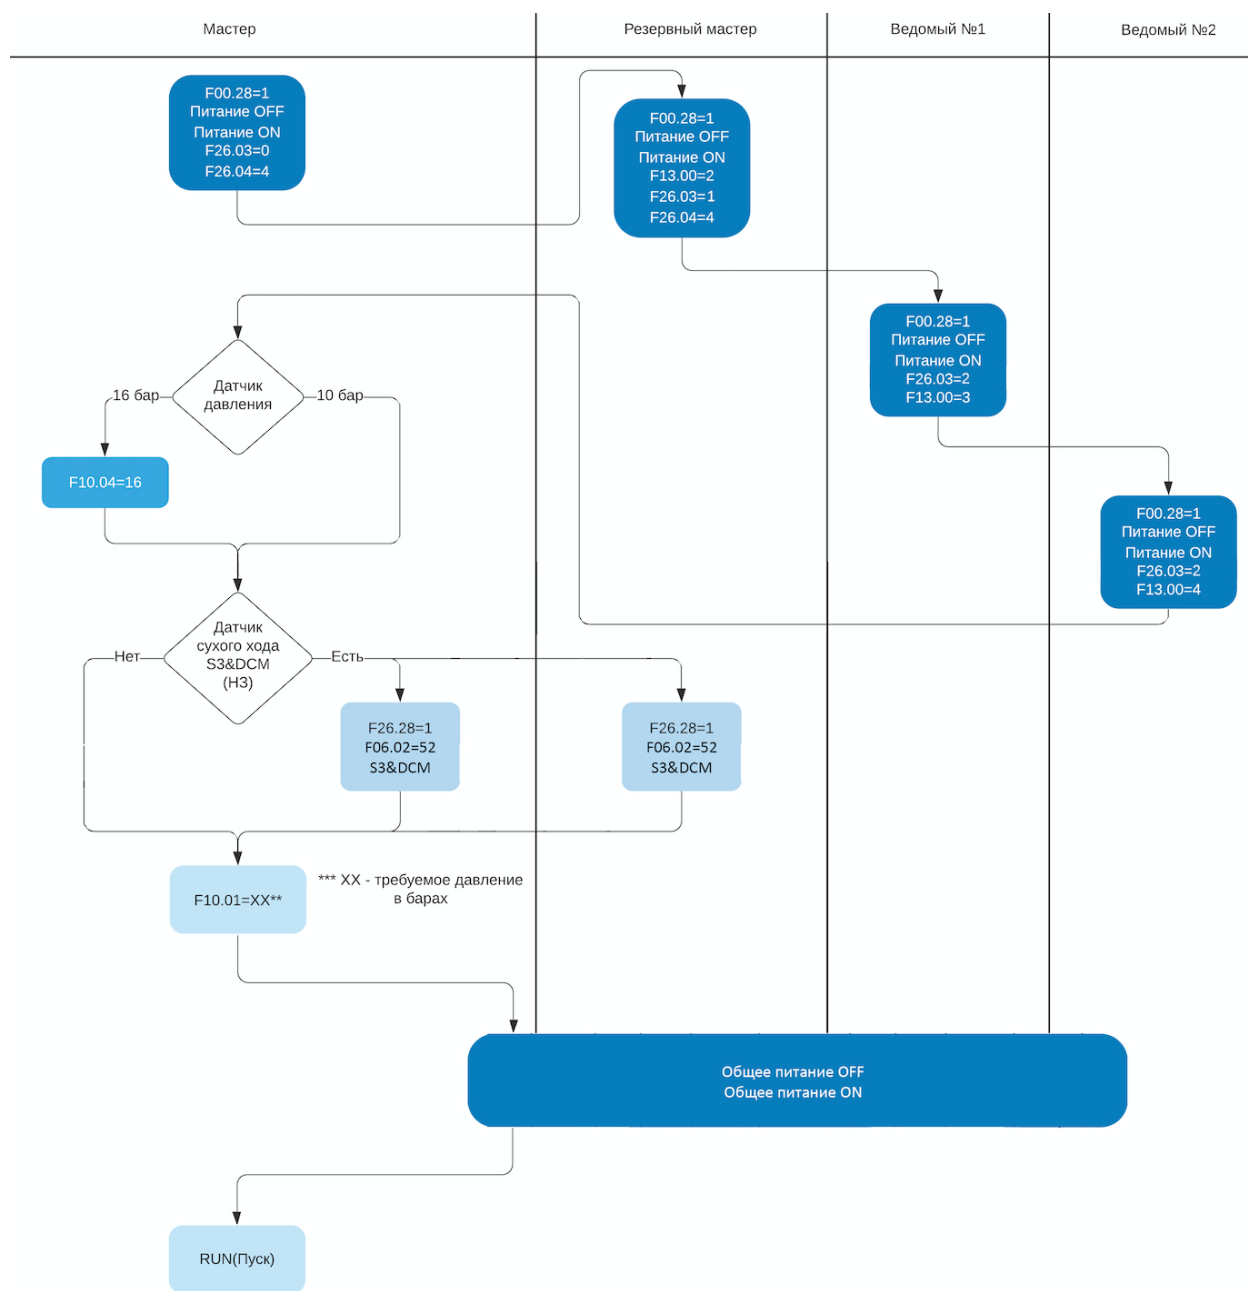 Мастер
Резервный мастер
Ведомый №1
Ведомый №2
F00.28=1
Питание OFF
Питание ON
F26.03=0
F26.04=4
F00.28=1
Питание OFF
Питание ON
F13.00=2
F26.03=1
F26.04=4
F00.28=1
Питание OFF
Питание ON
F26.03=2
F13.00=3
F00.28=1
Питание OFF
Питание ON
F26.03=2
F13.00=4
Датчик
давления
16 бар
10 бар
F10.04=16
Датчик
сухого хода
S3&DCM
(НЗ)
Нет
Есть
F26.28=1
F06.02=52
S3&DCM
F26.28=1
F06.02=52
S3&DCM
F10.01=XX**
*** XX - требуемое давление
в барах
Общее питание OFF
Общее питание ON
RUN(Пуск)